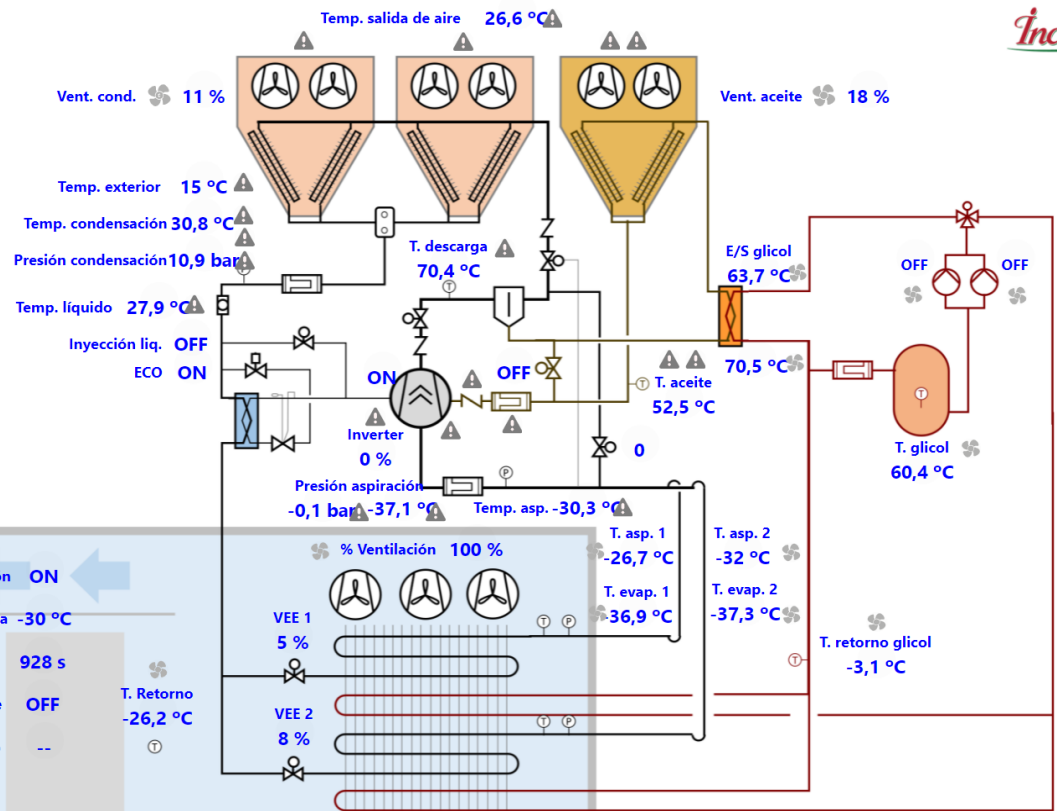 Temp. salida de aire 26,6 ºC
Inc
Vent. cond. 11 %
Vent. aceite 18 %
Temp. exterior 15 ºC
Temp. condensación 30,8 ºC
Presión condensación 10,9 bar
Temp. líquido 27,9 ºC
Inyección liq. OFF
ECO ON
T. descarga
70,4 ºC
T
E/S glicol
63,7 ºC
OFF
OFF
70,5 ºC
T
T. aceite
52,5 ºC
T
T. glicol
60,4 ºC
ON
OFF
Inverter
0 %
0
P
Presión aspiración
-0,1 bar -37,1 ºC
Temp. asp. -30,3 ºC
% Ventilación 100 %
T. asp. 1
-26,7 ºC
T. asp. 2
-32 ºC
T. evap. 1
-36,9 ºC
T. evap. 2
-37,3 ºC
ON
-30 ºC
928 s
OFF
--
T. Retorno
-26,2 ºC
T
VEE 1
5 %
T P
VEE 2
8 %
T P
T. retorno glicol
-3,1 ºC
T